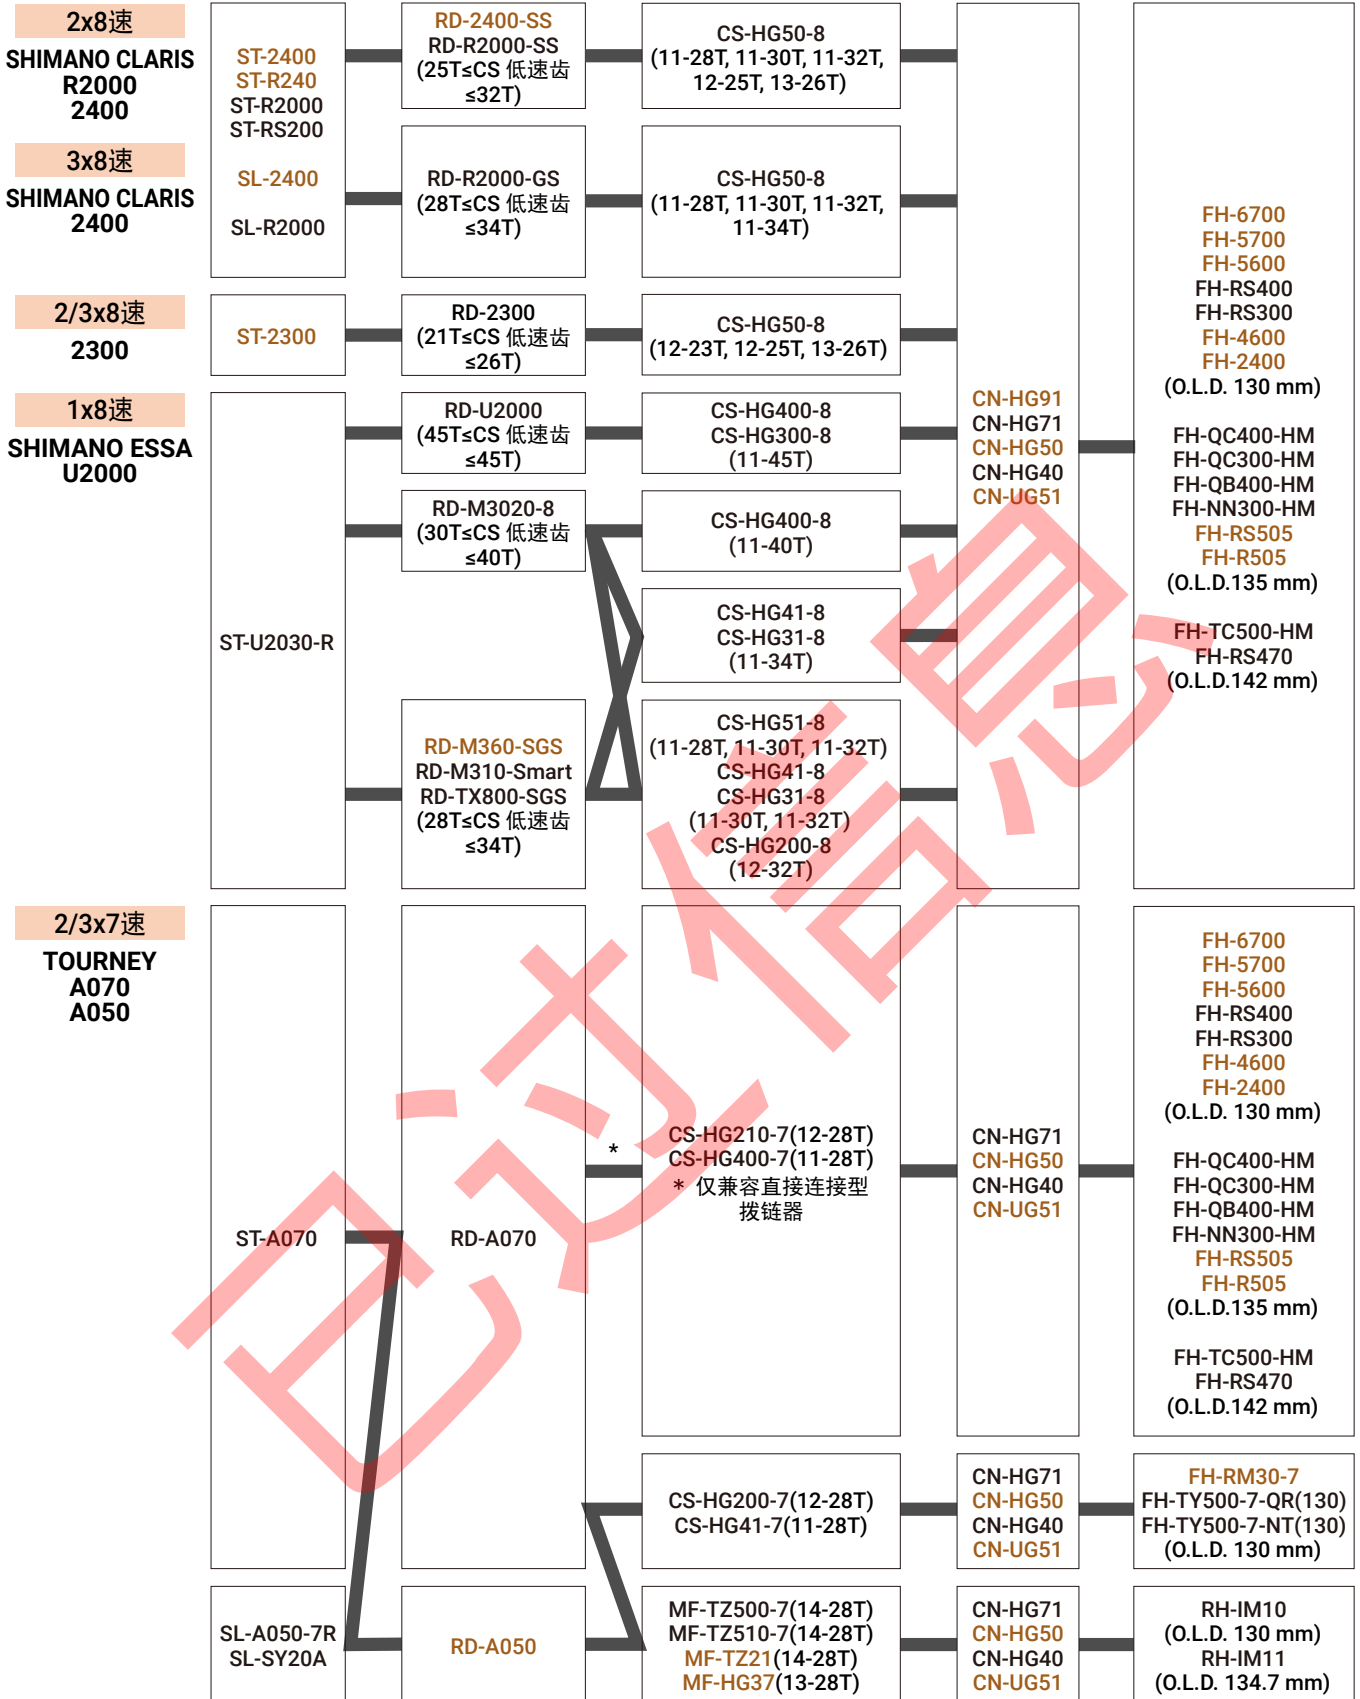 2x8速
SHIMANO CLARIS
R2000
2400
3x8速
SHIMANO CLARIS
2400
ST-2400
ST-R240
ST-R2000
ST-RS200
SL-2400
SL-R2000
RD-2400-SS
RD-R2000-SS
(25T≤CS 低速齿
≤32T)
CS-HG50-8
(11-28T, 11-30T, 11-32T,
12-25T, 13-26T)
RD-R2000-GS
(28T≤CS 低速齿
≤34T)
CS-HG50-8
(11-28T, 11-30T, 11-32T,
11-34T)
2/3x8速
2300
ST-2300
RD-2300
(21T≤CS 低速齿
≤26T)
CS-HG50-8
(12-23T, 12-25T, 13-26T)
1x8速
SHIMANO ESSA
U2000
ST-U2030-R
RD-U2000
(45T≤CS 低速齿
≤45T)
CS-HG400-8
CS-HG300-8
(11-45T)
RD-M3020-8
(30T≤CS 低速齿
≤40T)
CS-HG400-8
(11-40T)
CS-HG41-8
CS-HG31-8
(11-34T)
RD-M360-SGS
RD-M310-Smart
RD-TX800-SGS
(28T≤CS 低速齿
≤34T)
CS-HG51-8
(11-28T, 11-30T, 11-32T)
CS-HG41-8
CS-HG31-8
(11-30T, 11-32T)
CS-HG200-8
(12-32T)
CN-HG91
CN-HG71
CN-HG50
CN-HG40
CN-UG51
FH-6700
FH-5700
FH-5600
FH-RS400
FH-RS300
FH-4600
FH-2400
(O.L.D. 130 mm)
FH-QC400-HM
FH-QC300-HM
FH-QB400-HM
FH-NN300-HM
FH-RS505
FH-R505
(O.L.D.135 mm)
FH-TC500-HM
FH-RS470
(O.L.D.142 mm)
2/3x7速
TOURNEY
A070
A050
ST-A070
RD-A070
*
CS-HG210-7(12-28T)
CS-HG400-7(11-28T)
* 仅兼容直接连接型
拨链器
CN-HG71
CN-HG50
CN-HG40
CN-UG51
FH-6700
FH-5700
FH-5600
FH-RS400
FH-RS300
FH-4600
FH-2400
(O.L.D. 130 mm)
FH-QC400-HM
FH-QC300-HM
FH-QB400-HM
FH-NN300-HM
FH-RS505
FH-R505
(O.L.D.135 mm)
FH-TC500-HM
FH-RS470
(O.L.D.142 mm)
CS-HG200-7(12-28T)
CS-HG41-7(11-28T)
CN-HG71
CN-HG50
CN-HG40
CN-UG51
FH-RM30-7
FH-TY500-7-QR(130)
FH-TY500-7-NT(130)
(O.L.D. 130 mm)
SL-A050-7R
SL-SY20A
RD-A050
MF-TZ500-7(14-28T)
MF-TZ510-7(14-28T)
MF-TZ21(14-28T)
MF-HG37(13-28T)
CN-HG71
CN-HG50
CN-HG40
CN-UG51
RH-IM10
(O.L.D. 130 mm)
RH-IM11
(O.L.D. 134.7 mm)
已过信息